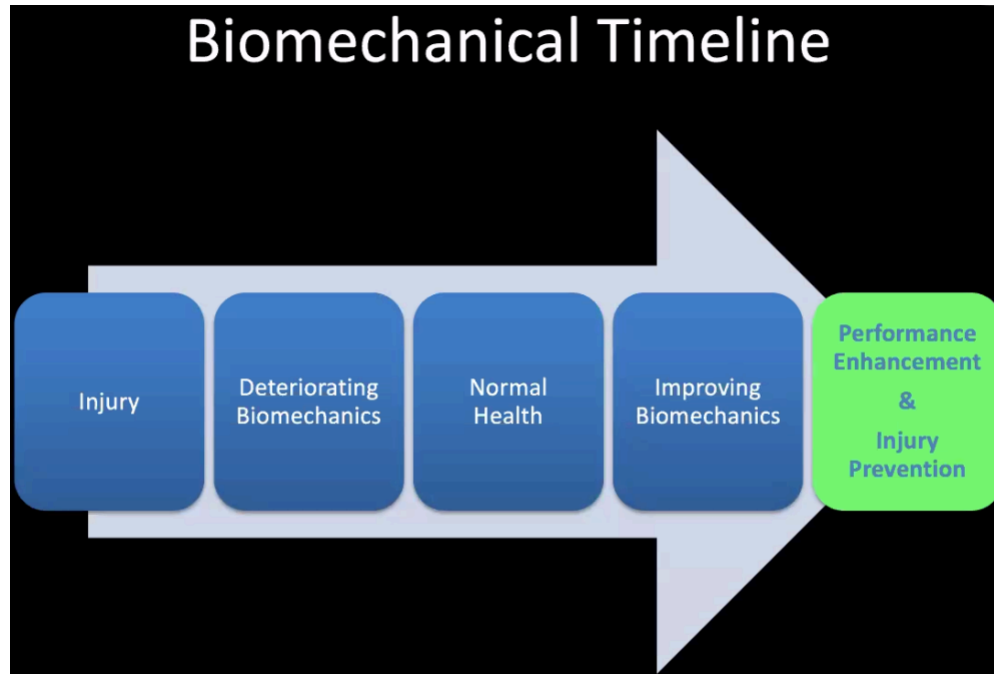 Biomechanical Timeline
Injury
Deteriorating
Biomechanics
Normal
Health
Improving
Biomechanics
Performance
Enhancement
&
Injury
Prevention